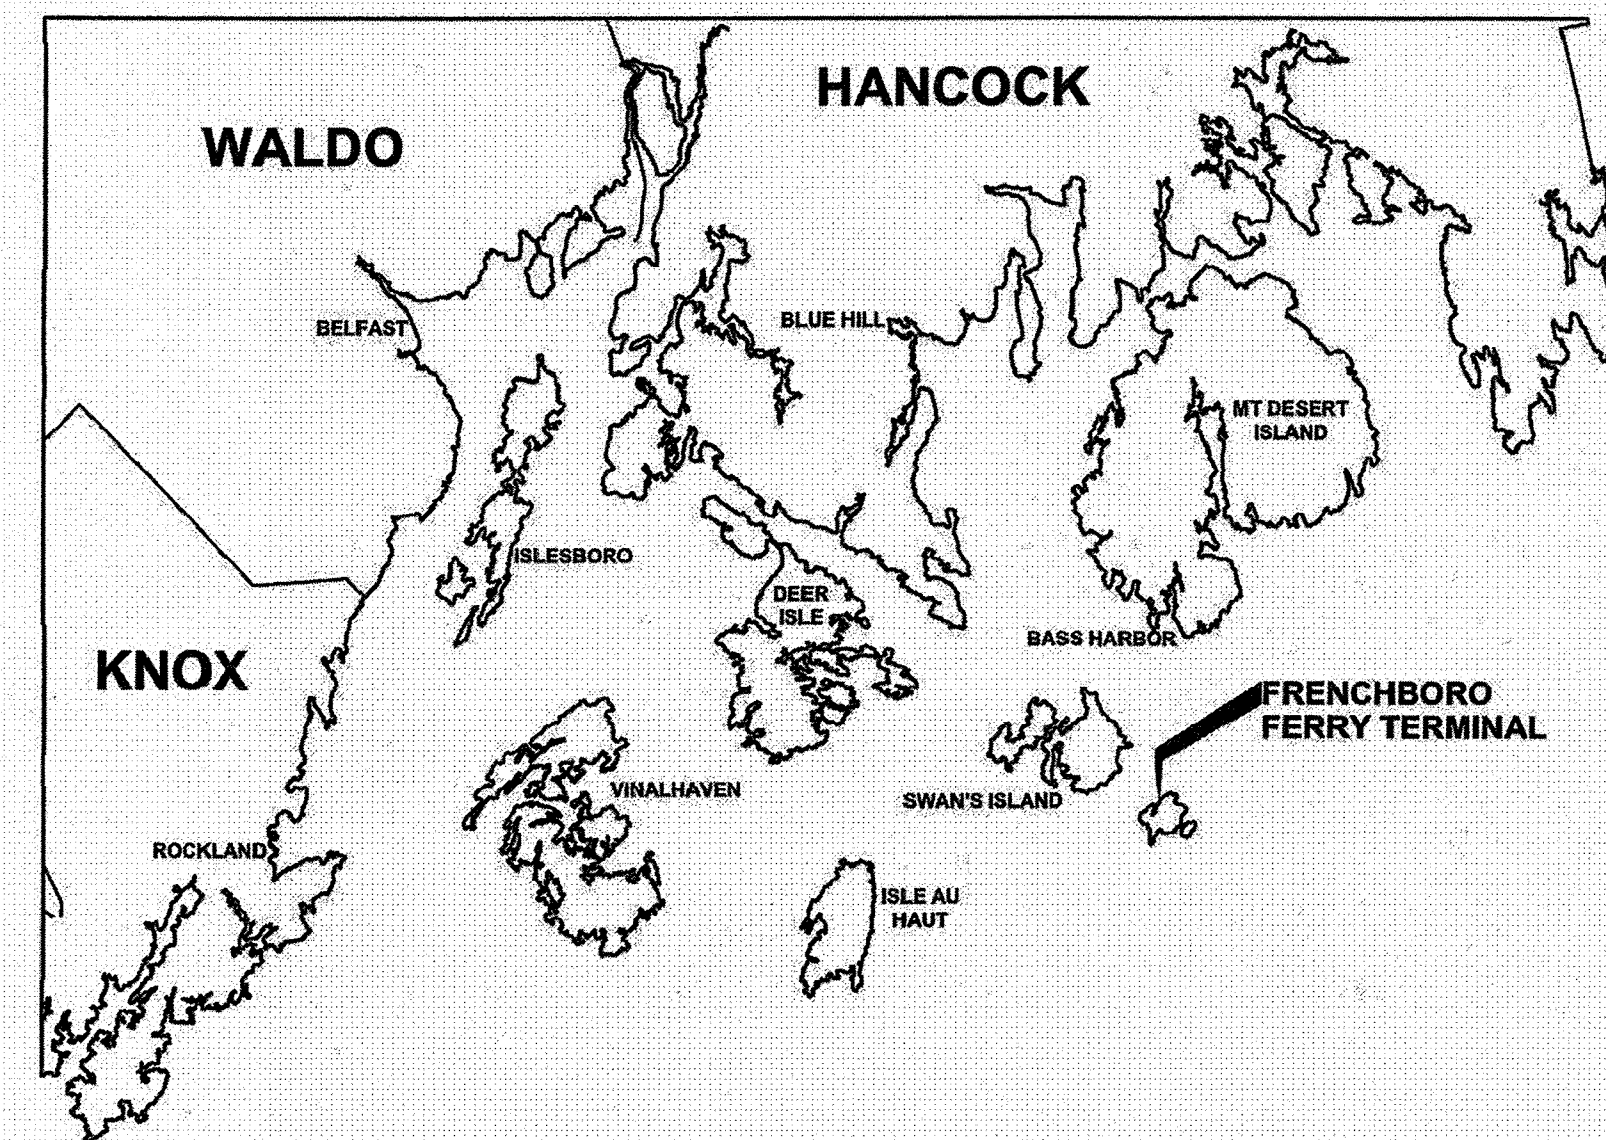 HANCOCK
WALDO
BLUE HILL
BELFAST
MT DESERT
ISLAND
ISLESBORO
DEER
ISLE
BASS HARBOR
KNOX
FRENCHBORO
FERRY TERMINAL
VINALHAVEN
SWAN'S ISLAND
ROCKLAND
ISLE AU
HAUT